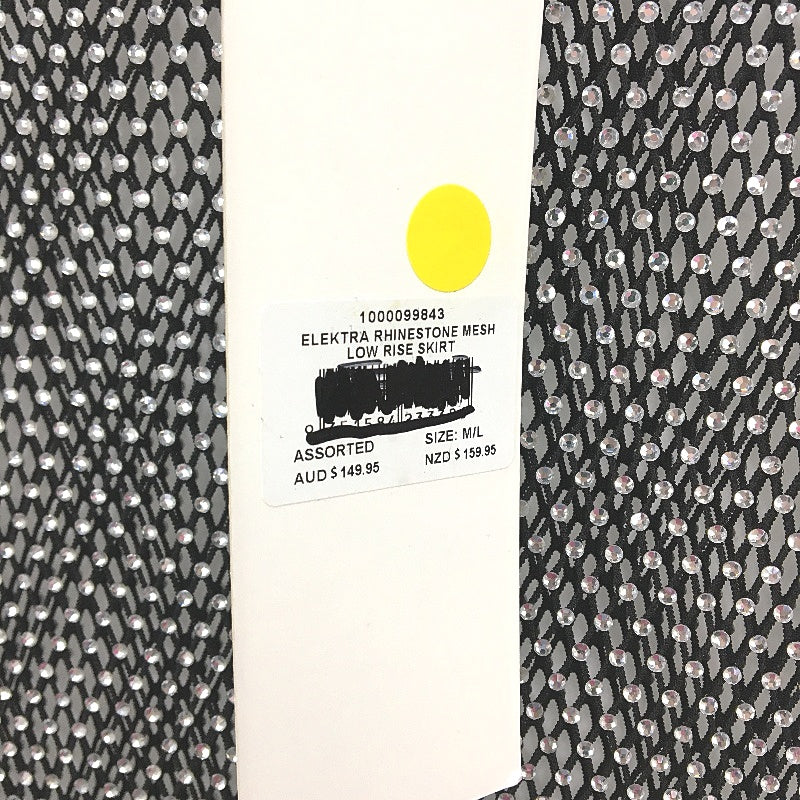 1000099843
ELEKTRA RHINESTONE MESH
LOW RISE SKIRT
ASSORTED SIZE: M/L
AUD $ 149.95 NZD $ 159.95